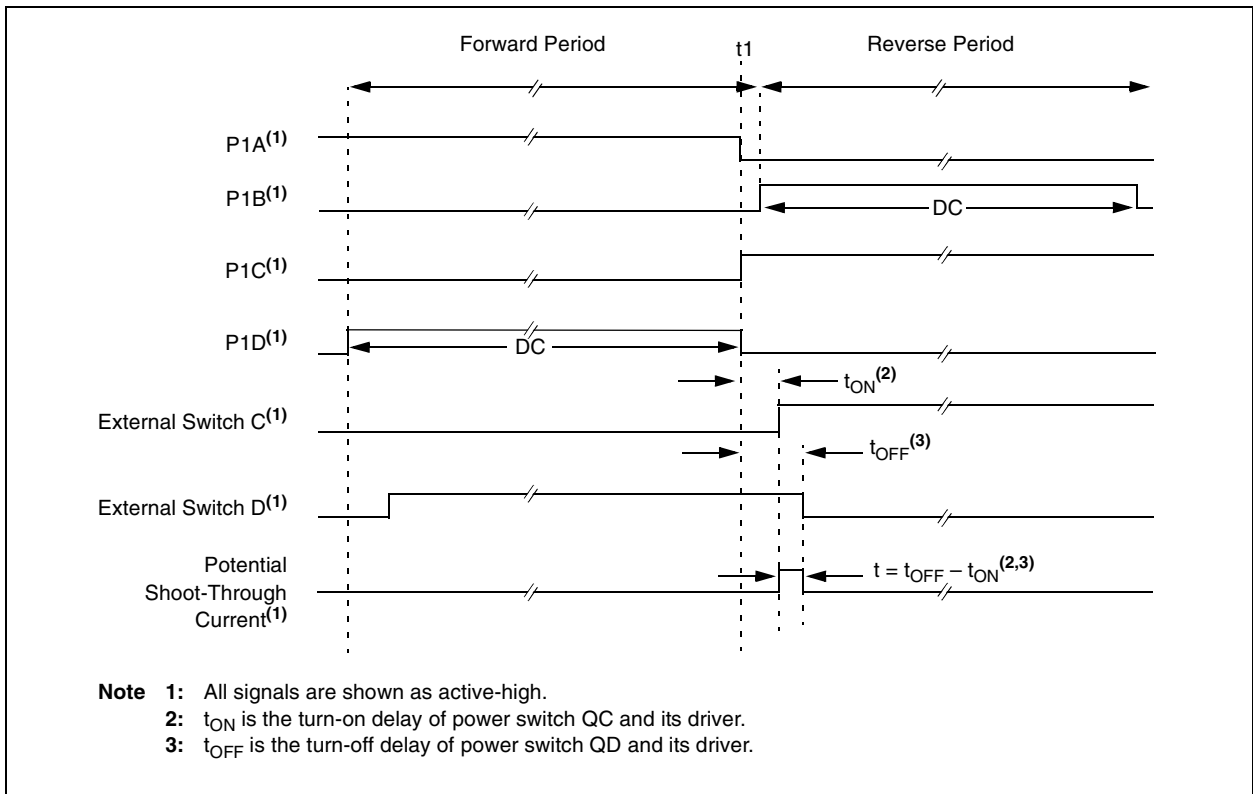 Forward Period t1 Reverse Period
P1A(1)
P1B(1)
DC
P1C(1)
P1D(1)
DC
tON(2)
External Switch C(1)
tOFF(3)
External Switch D(1)
Potential
Shoot-Through
Current(1)
t = tOFF – tON(2,3)
Note 1: All signals are shown as active-high.
2: tON is the turn-on delay of power switch QC and its driver.
3: tOFF is the turn-off delay of power switch QD and its driver.